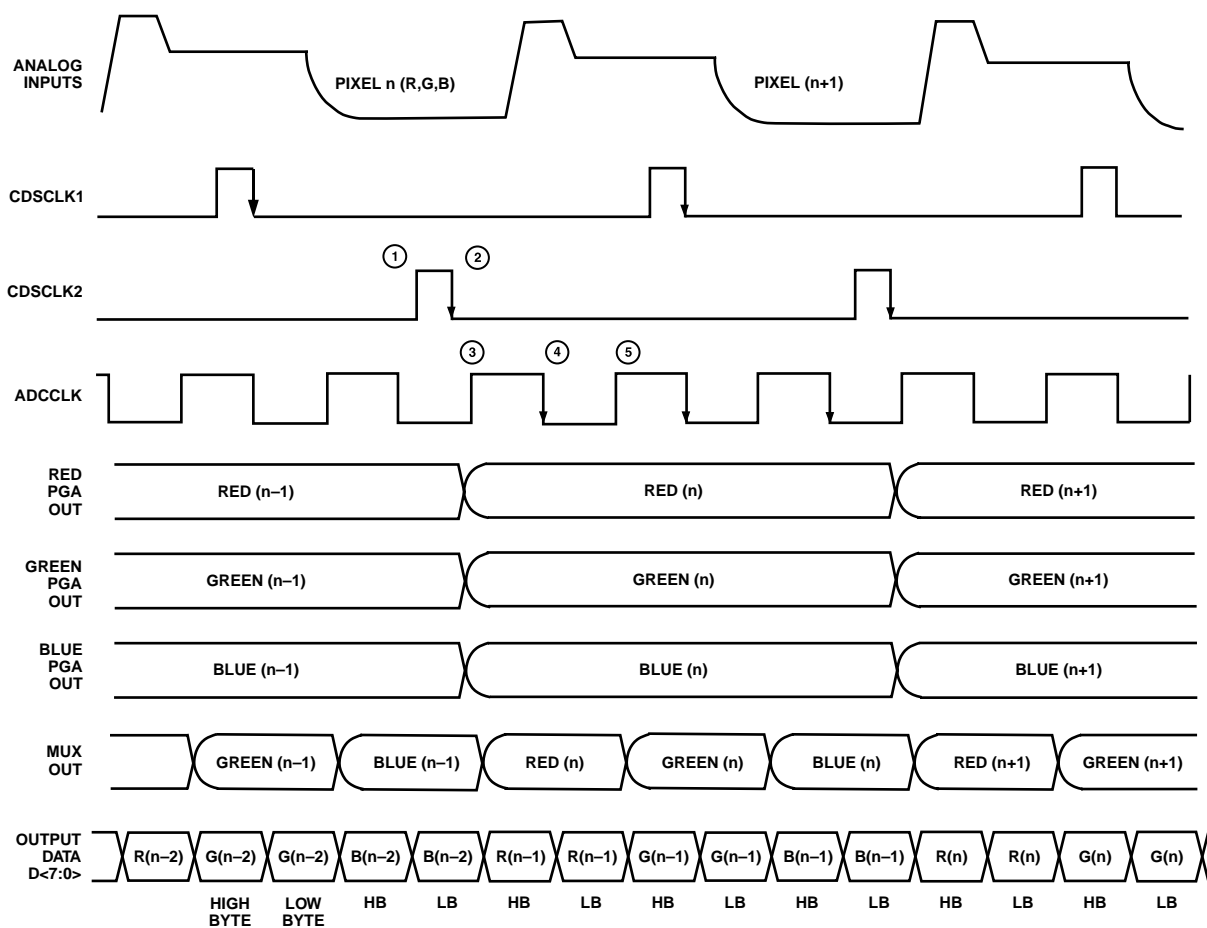 ANALOG
INPUTS
PIXEL n (R,G,B)
PIXEL (n+1)
CDSCLK1
1
2
CDSCLK2
3
4
5
ADCCLK
RED
PGA
OUT
RED (n–1)
RED (n)
RED (n+1)
GREEN
PGA
OUT
GREEN (n–1)
GREEN (n)
GREEN (n+1)
BLUE
PGA
OUT
BLUE (n–1)
BLUE (n)
BLUE (n+1)
MUX
OUT
GREEN (n–1)
BLUE (n–1)
RED (n)
GREEN (n)
BLUE (n)
RED (n+1)
GREEN (n+1)
OUTPUT
DATA
D<7:0>
R(n–2)
G(n–2)
G(n–2)
B(n–2)
B(n–2)
R(n–1)
R(n–1)
G(n–1)
G(n–1)
B(n–1)
B(n–1)
R(n)
R(n)
G(n)
G(n)
HIGH
BYTE
LOW
BYTE
HB
LB
HB
LB
HB
LB
HB
LB
HB
LB
HB
LB